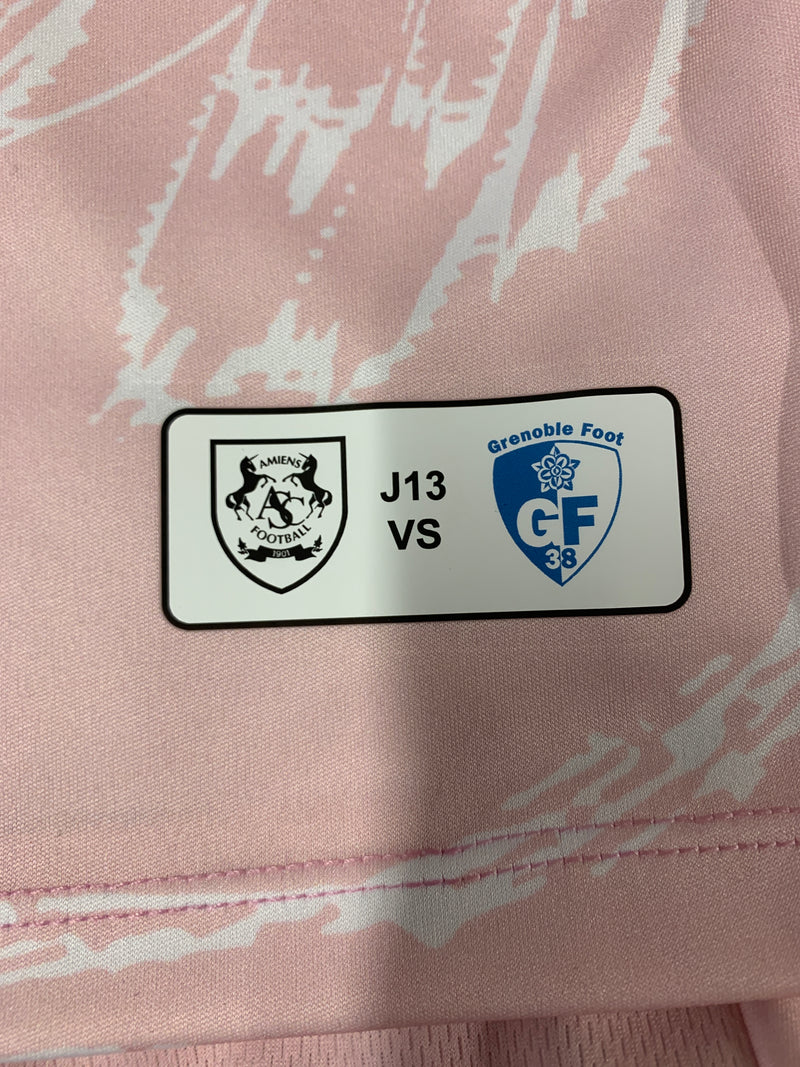 AMIENS
ASC
FOOTBALL
1901
J13
VS
Grenoble Foot
GF
38